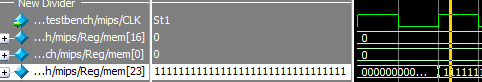 New Divider
...testbench/mips/CLK St1
...h/mips/Reg/mem[16] 0 0
...ch/mips/Reg/mem[0] 0 0
...h/mips/Reg/mem[23] 11111111111111111111111111111111 000000000... 11111